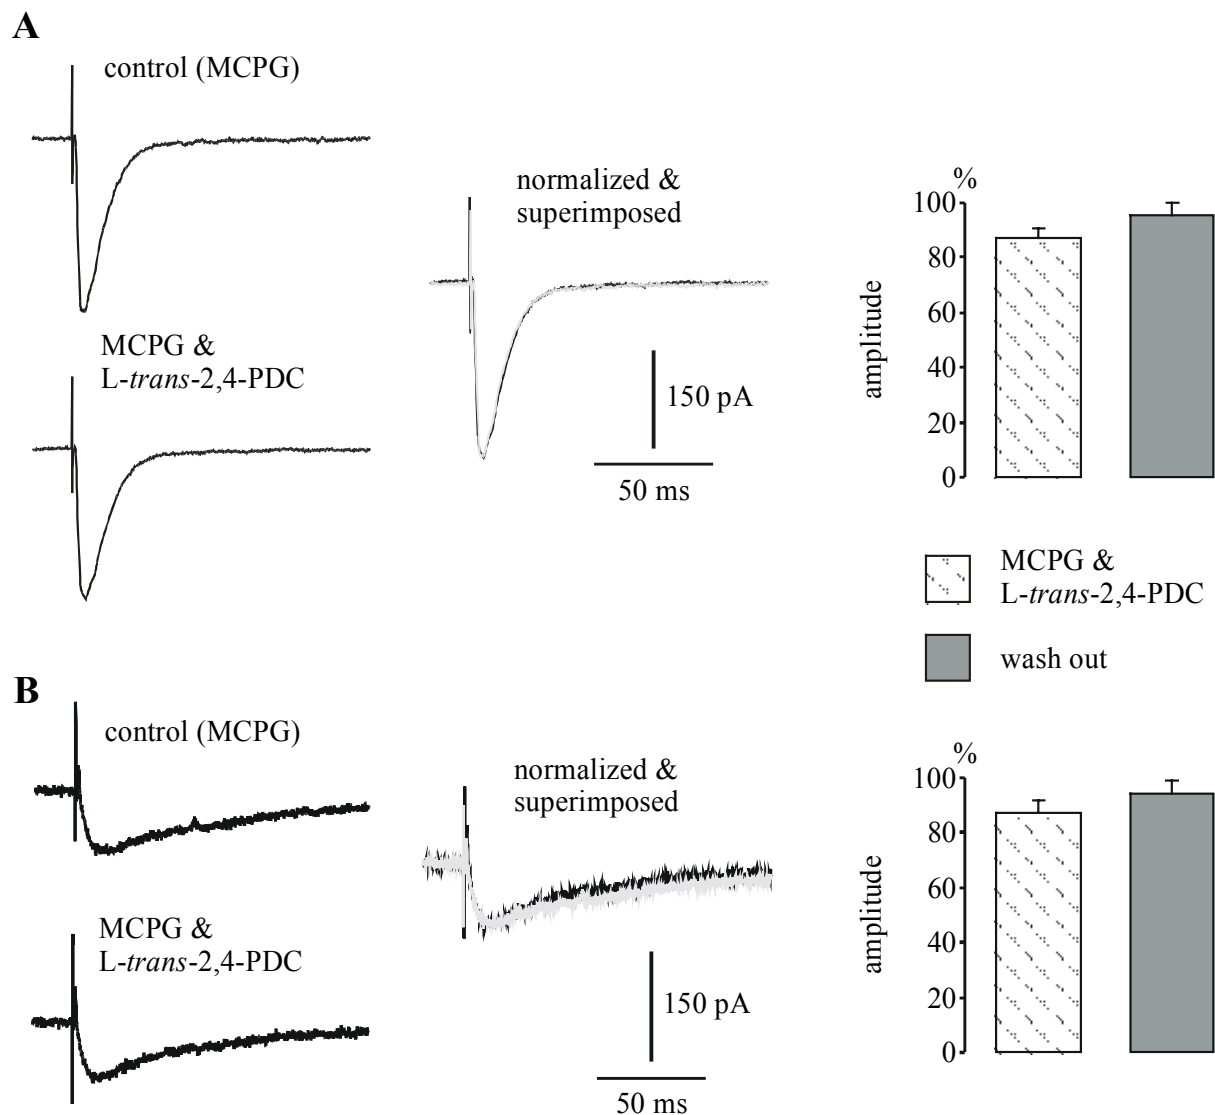 A
control (MCPG)
MCPG &
L-trans-2,4-PDC
normalized &
superimposed
150 pA
50 ms
%
100
80
60
40
20
0
amplitude
MCPG &
L-trans-2,4-PDC
wash out
B
control (MCPG)
MCPG &
L-trans-2,4-PDC
normalized &
superimposed
150 pA
50 ms
%
100
80
60
40
20
0
amplitude